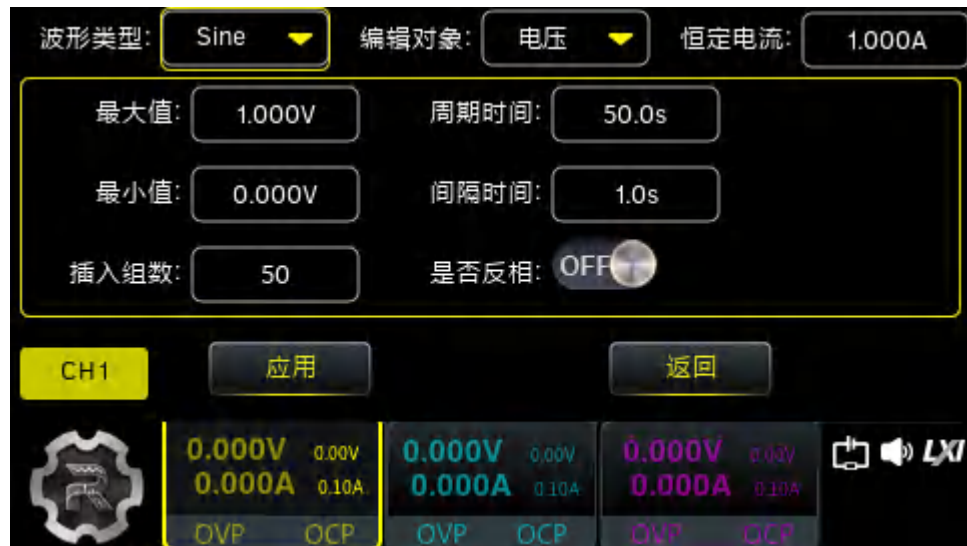 波形类型: Sine 编辑对象: 电压 恒定电流: 1.000A
最大值: 1.000V 周期时间: 50.0s
最小值: 0.000V 间隔时间: 1.0s
插入组数: 50 是否反相: OFF
CH1 应用 返回
0.000V 0.00V 0.000V 0.00V 0.000V 0.00V LXI
0.000A 0.10A 0.000A 0.10A 0.000A 0.10A
OVP OCP OVP OCP OVP OCP